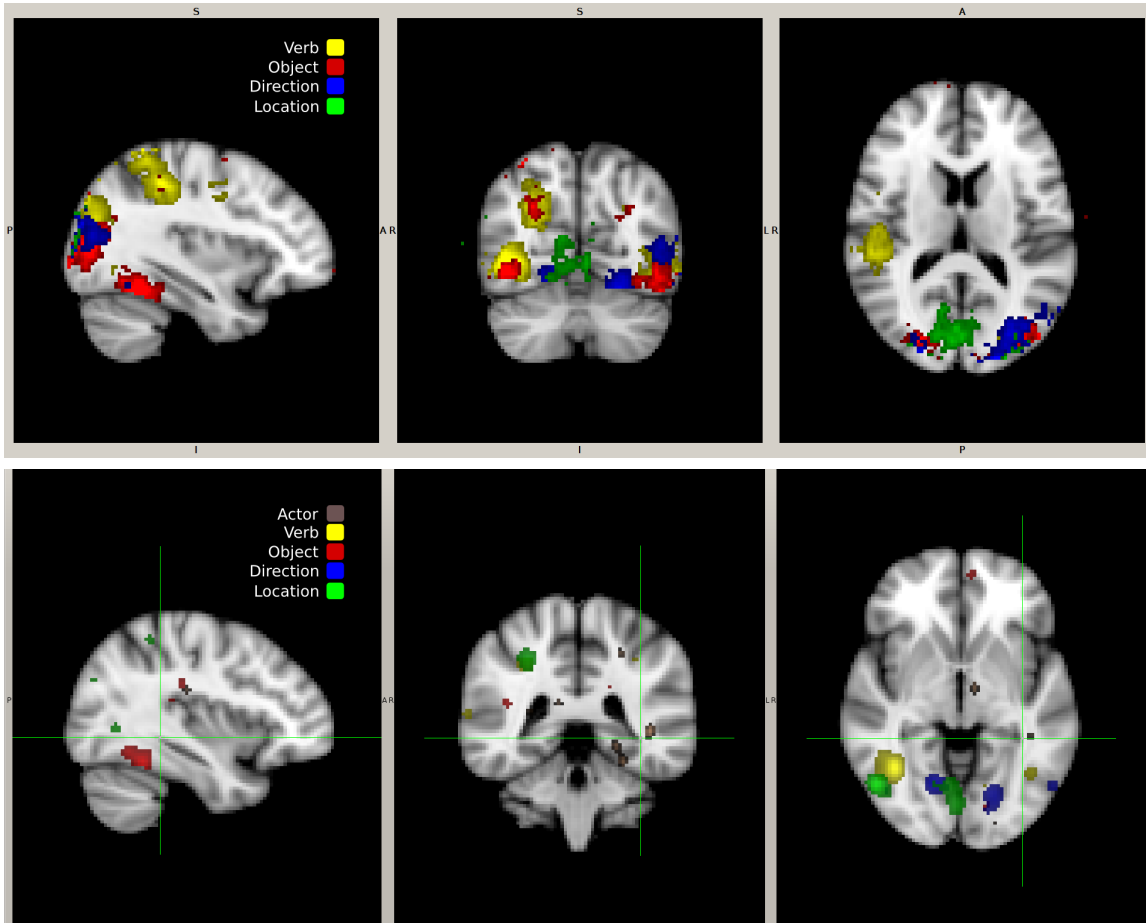 S
S
A
Verb
Object
Direction
Location
P
A R
L R
I
I
P
Actor
Verb
Object
Direction
Location
P
A R
L R